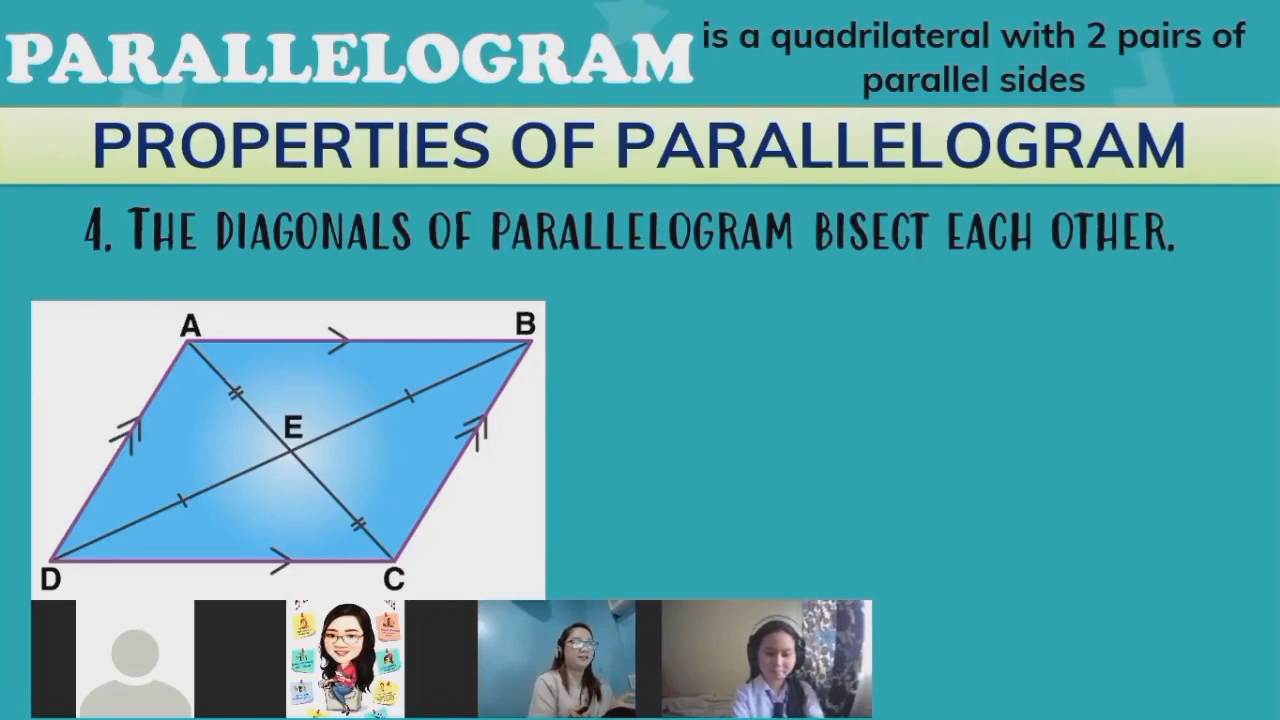 PARALLELOGRAM
is a quadrilateral with 2 pairs of
parallel sides
PROPERTIES OF PARALLELOGRAM
4. THE DIAGONALS OF PARALLELOGRAM BISECT EACH OTHER.
A
B
E
D
C